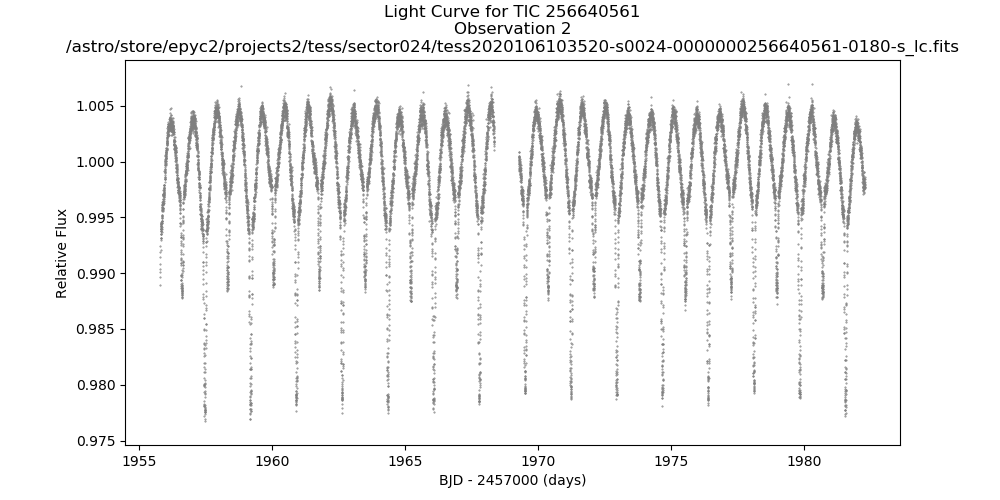 Light Curve for TIC 256640561
Observation 2
/astro/store/epyc2/projects2/tess/sector024/tess2020106103520-s0024-0000000256640561-0180-s_lc.fits
1.005
1.000
0.995
0.990
0.985
0.980
0.975
Relative Flux
1955 1960 1965 1970 1975 1980
BJD - 2457000 (days)